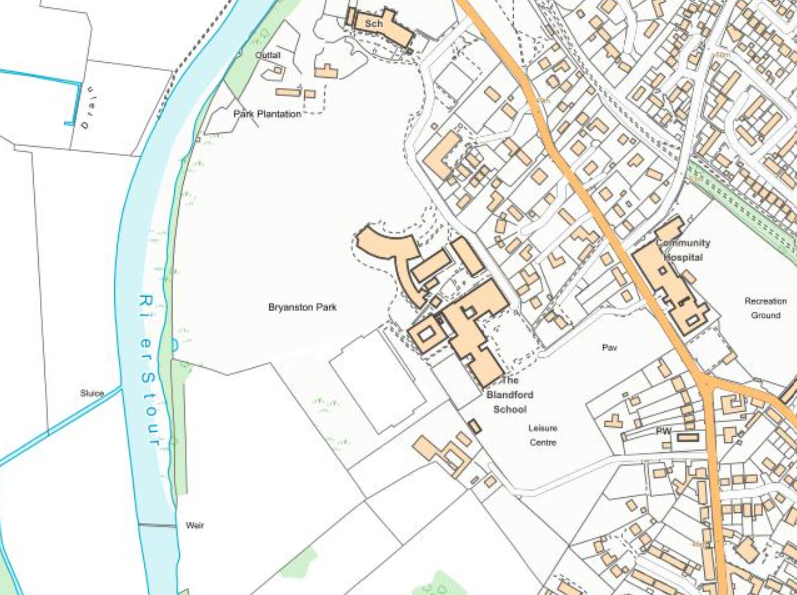 Sch
Outfall
Drain
Park Plantation
Community
Hospital
Recreation
Ground
Bryanston Park
River Stour
Pav
The
Blandford
School
Sluice
Leisure
Centre
PW
Weir